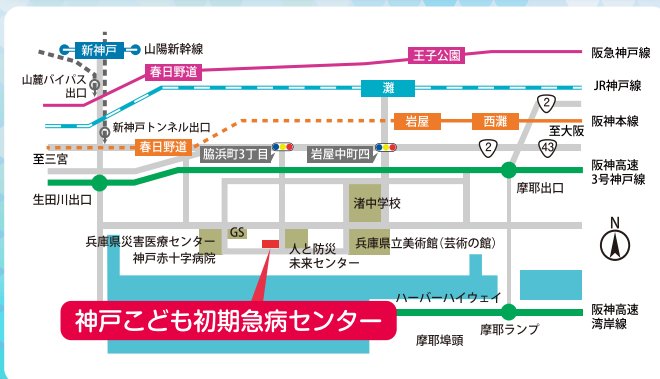 新神戸
山陽新幹線
王子公園
阪急神戸線
春日野道
山麓バイパス
出口
灘
JR神戸線
2
新神戸トンネル出口
岩屋
西灘
阪神本線
至大阪
春日野道
脇浜町3丁目
岩屋中町四
2
43
至三宮
阪神高速
3号神戸線
生田川出口
摩耶出口
渚中学校
GS
兵庫県災害医療センター
神戸赤十字病院
人と防災
未来センター
兵庫県立美術館(芸術の館)
N
ハーバーハイウェイ
神戸こども初期急病センター
阪神高速
湾岸線
摩耶ランプ
摩耶埠頭